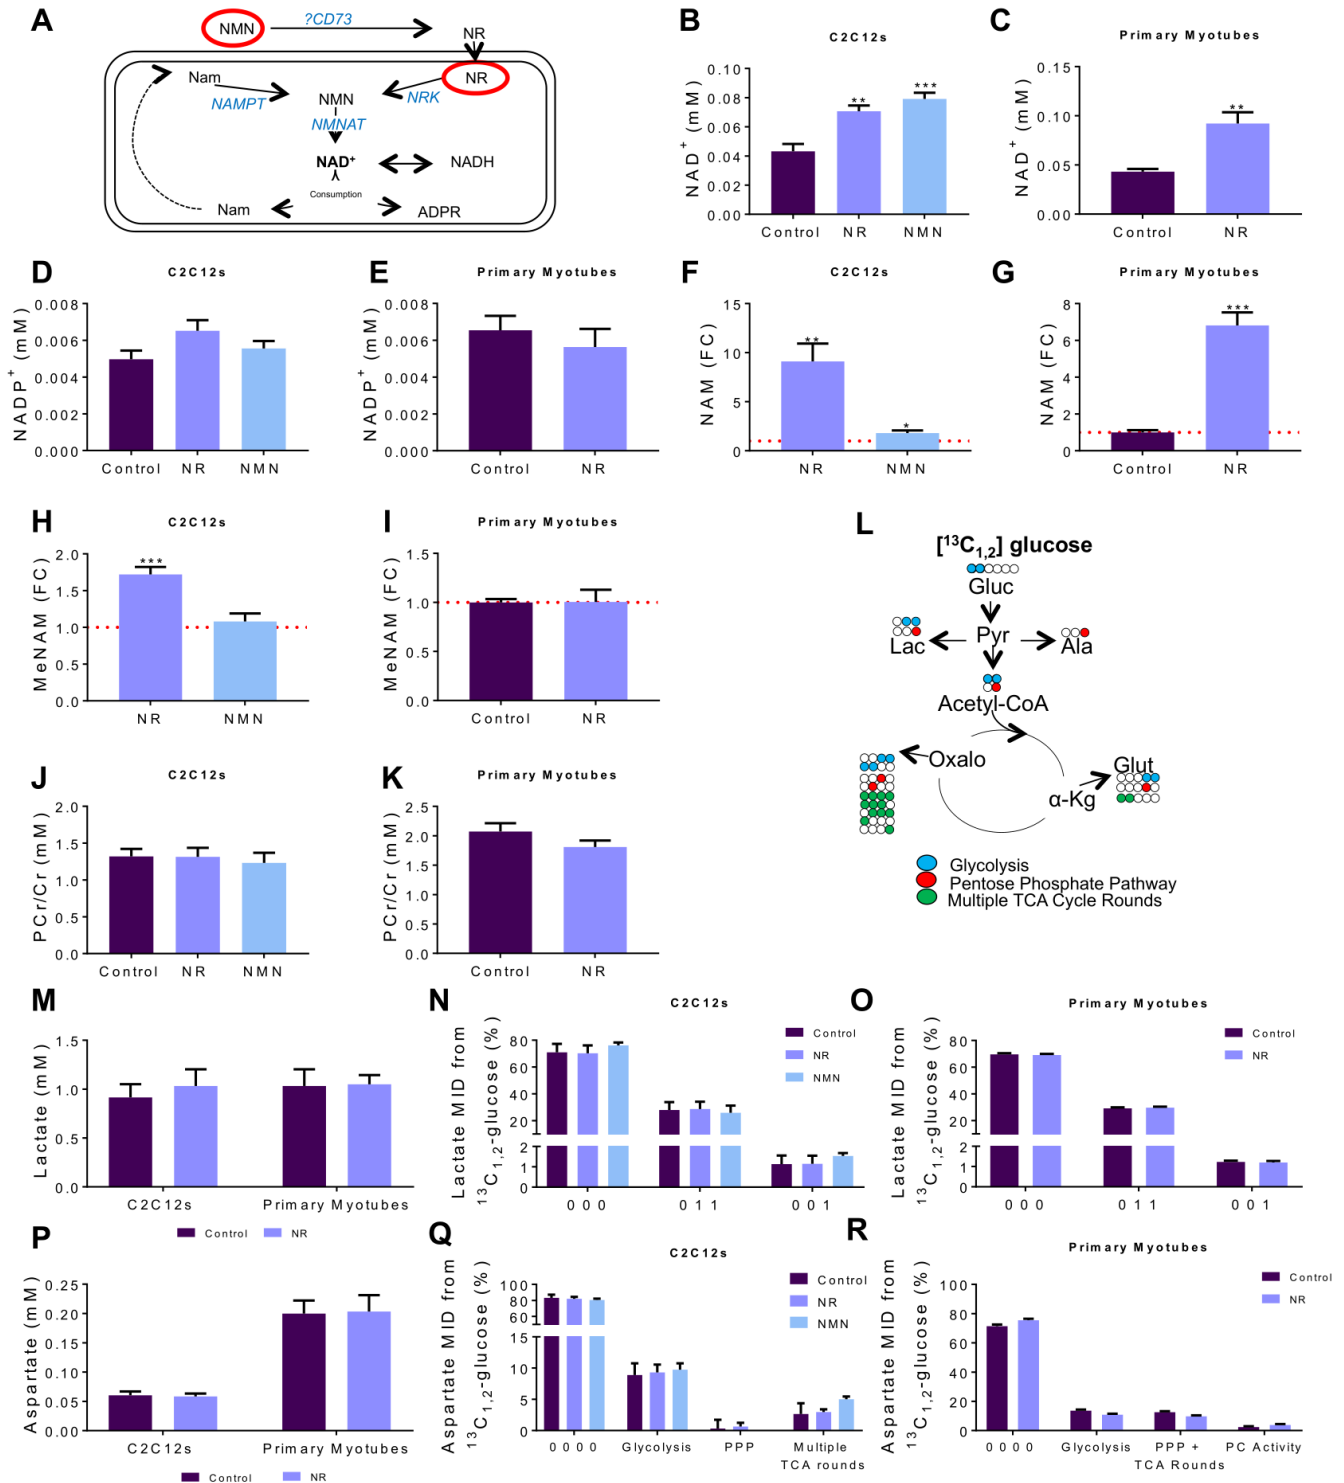 A
NMN
?CD73
NR
Nam
NR
NAMPT
NMN
NRK
NMNAT
NAD+
NADH
Consumption
Nam
ADPR
B
C2C12s
NAD+ (mM)
0.10
0.08
0.06
0.04
0.02
0.00
**
***
Control NR NMN
C
Primary Myotubes
NAD+ (mM)
0.15
0.10
0.05
0.00
**
Control NR
D
C2C12s
NADP+ (mM)
0.008
0.006
0.004
0.002
0.000
Control NR NMN
E
Primary Myotubes
NADP+ (mM)
0.008
0.006
0.004
0.002
0.000
Control NR
F
C2C12s
NAM (FC)
15
10
5
0
**
*
NR NMN
G
Primary Myotubes
NAM (FC)
8
6
4
2
0
***
Control NR
H
C2C12s
MeNAM (FC)
2.0
1.5
1.0
0.5
0.0
***
NR NMN
I
Primary Myotubes
MeNAM (FC)
1.5
1.0
0.5
0.0
Control NR
J
C2C12s
PCr/Cr (mM)
2.0
1.5
1.0
0.5
0.0
Control NR NMN
K
Primary Myotubes
PCr/Cr (mM)
2.5
2.0
1.5
1.0
0.5
0.0
Control NR
L
[13C1,2] glucose
Gluc
Lac Pyr Ala
Acetyl-CoA
Oxalo
Glut
α-Kg
Glycolysis
Pentose Phosphate Pathway
Multiple TCA Cycle Rounds
M
Lactate (mM)
1.5
1.0
0.5
0.0
C2C12s Primary Myotubes
Control NR
N
C2C12s
Lactate MID from
13C1,2-glucose (%)
80
60
40
20
2
1
0
Control
NR
NMN
0 0 0 0 1 1 0 0 1
O
Primary Myotubes
Lactate MID from
13C1,2-glucose (%)
80
60
40
20
2
1
0
Control
NR
0 0 0 0 1 1 0 0 1
P
Aspartate (mM)
0.25
0.20
0.15
0.10
0.05
0.00
C2C12s Primary Myotubes
Control NR
Q
C2C12s
Aspartate MID from
13C1,2-glucose (%)
100
80
60
15
10
5
0
Control
NR
NMN
0 0 0 0 Glycolysis PPP Multiple
TCA rounds
R
Primary Myotubes
Aspartate MID from
13C1,2-glucose (%)
100
80
60
40
20
0
Control
NR
0 0 0 0 Glycolysis PPP + PC Activity
TCA Rounds